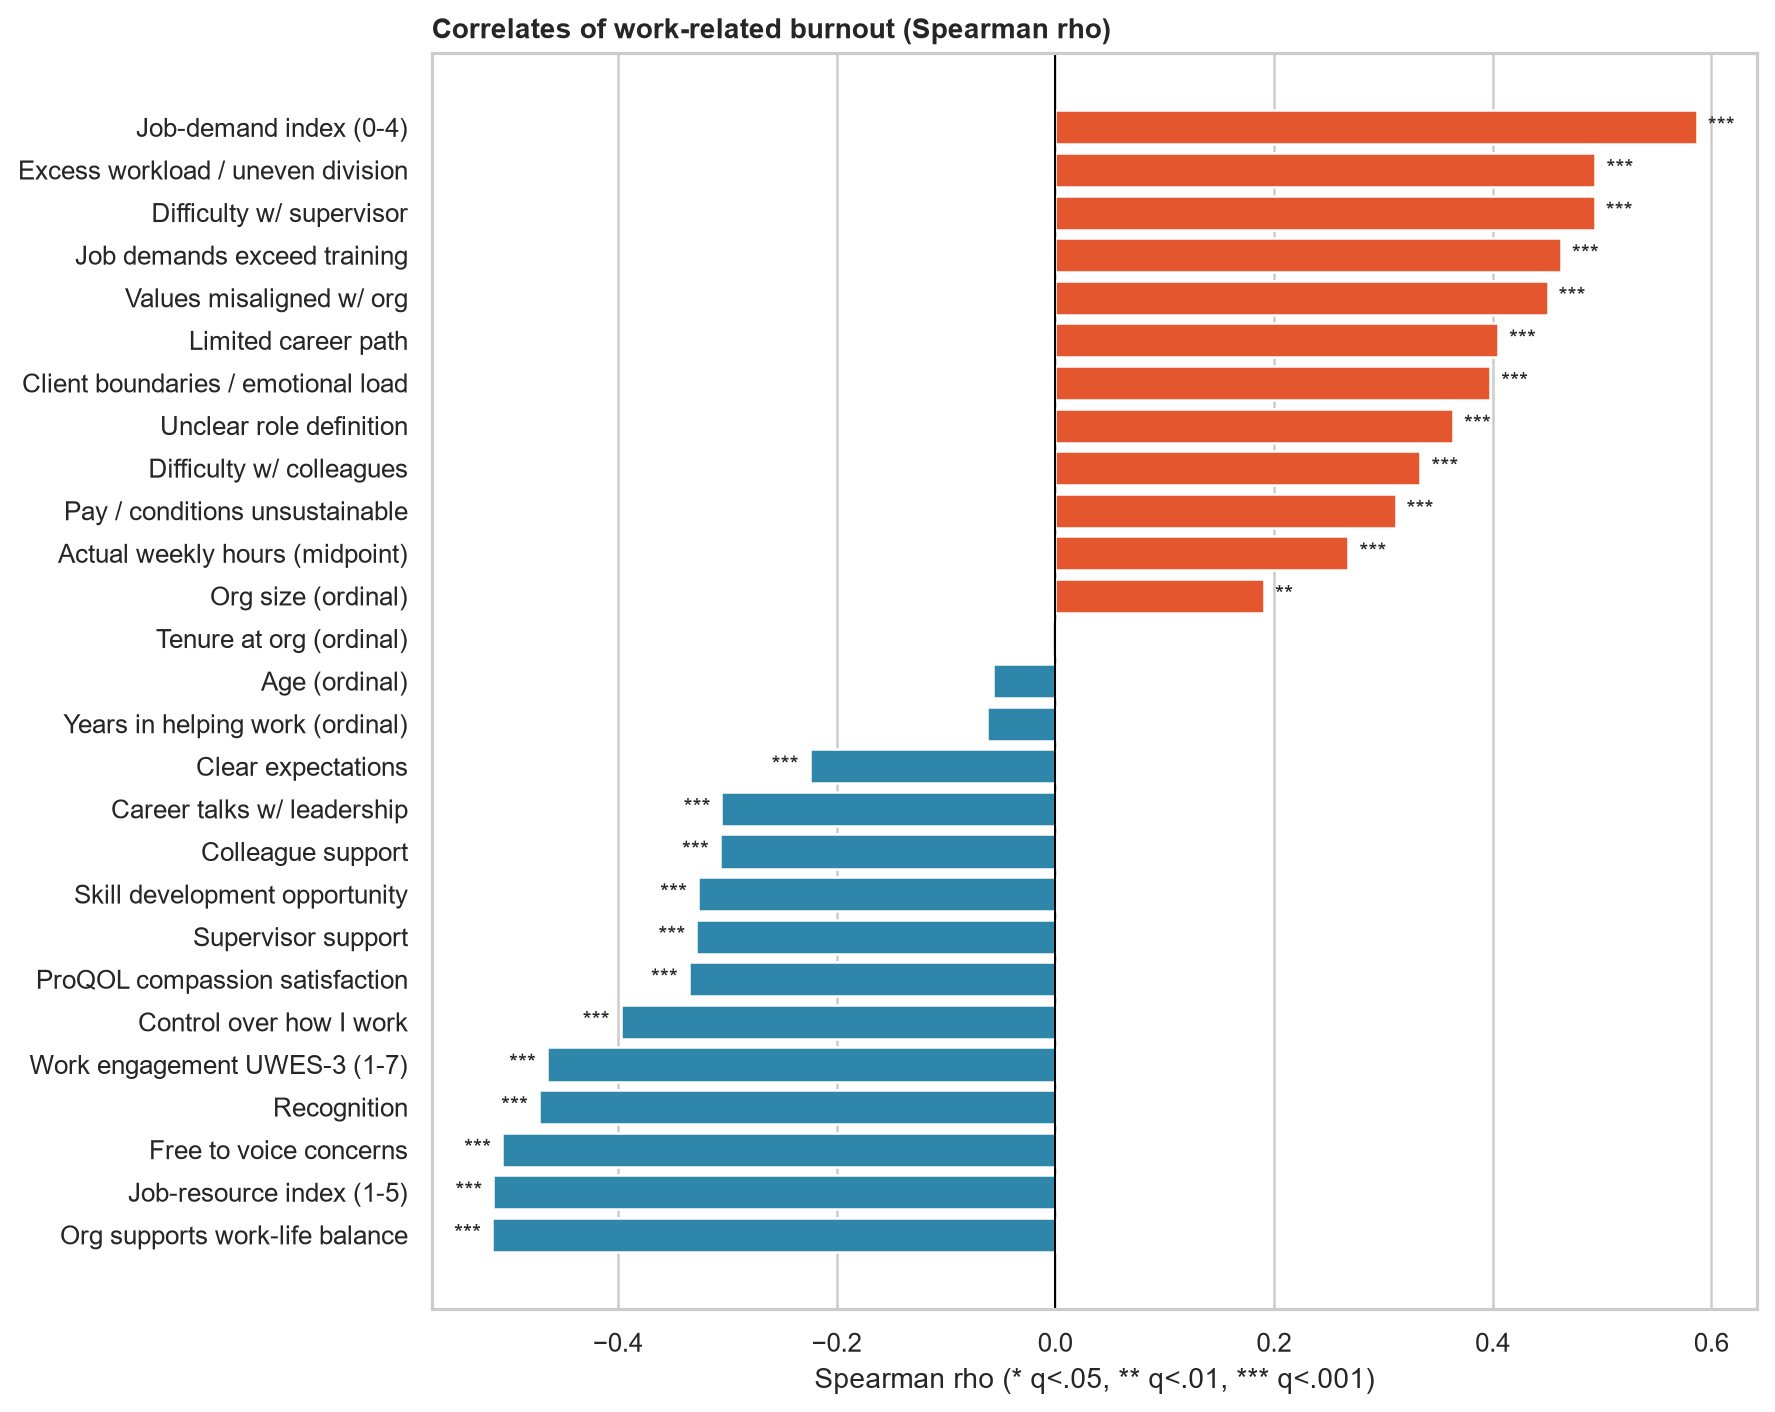 Correlates of work-related burnout (Spearman rho)
Job-demand index (0-4) ***
Excess workload / uneven division ***
Difficulty w/ supervisor ***
Job demands exceed training ***
Values misaligned w/ org ***
Limited career path ***
Client boundaries / emotional load ***
Unclear role definition ***
Difficulty w/ colleagues ***
Pay / conditions unsustainable ***
Actual weekly hours (midpoint) ***
Org size (ordinal) **
Tenure at org (ordinal)
Age (ordinal)
Years in helping work (ordinal)
Clear expectations ***
Career talks w/ leadership ***
Colleague support ***
Skill development opportunity ***
Supervisor support ***
ProQOL compassion satisfaction ***
Control over how I work ***
Work engagement UWES-3 (1-7) ***
Recognition ***
Free to voice concerns ***
Job-resource index (1-5) ***
Org supports work-life balance ***
−0.4 −0.2 0.0 0.2 0.4 0.6
Spearman rho (* q<.05, ** q<.01, *** q<.001)